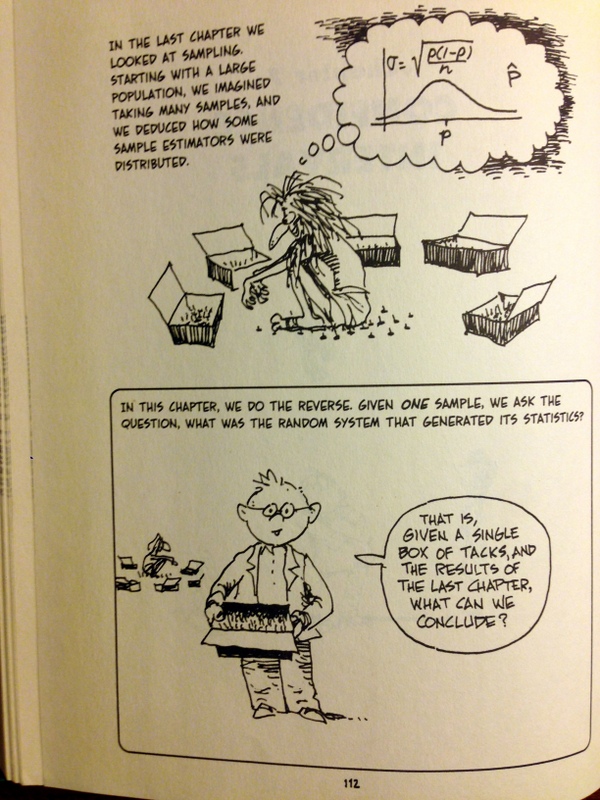 IN THE LAST CHAPTER WE
LOOKED AT SAMPLING.
STARTING WITH A LARGE
POPULATION, WE IMAGINED
TAKING MANY SAMPLES, AND
WE DEDUCED HOW SOME
SAMPLE ESTIMATORS WERE
DISTRIBUTED.
σ = √(p(1-p)/n)
p̂
p
IN THIS CHAPTER, WE DO THE REVERSE. GIVEN ONE SAMPLE, WE ASK THE
QUESTION, WHAT WAS THE RANDOM SYSTEM THAT GENERATED ITS STATISTICS?
THAT IS,
GIVEN A SINGLE
BOX OF TACKS, AND
THE RESULTS OF
THE LAST CHAPTER,
WHAT CAN WE
CONCLUDE?
112